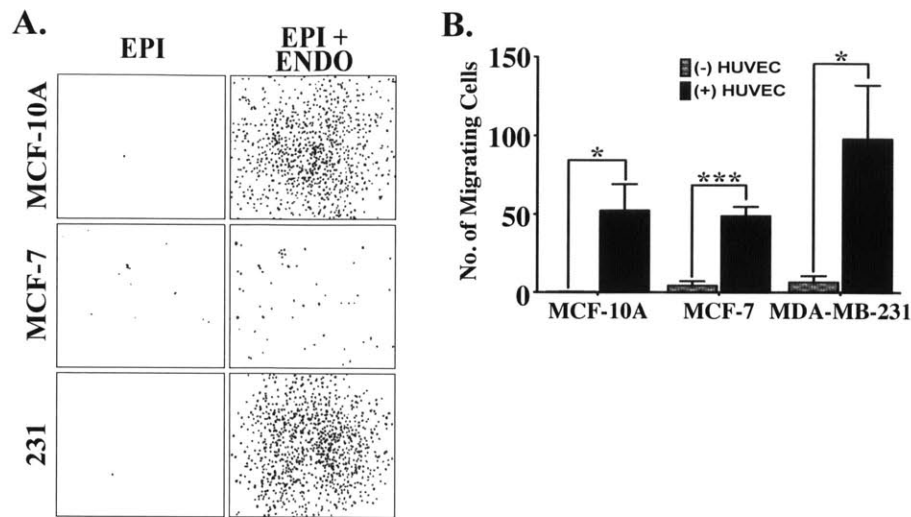 A.
EPI
EPI +
ENDO
MCF-10A
MCF-7
231
B.
No. of Migrating Cells
150
100
50
0
(-) HUVEC
(+) HUVEC
*
***
*
MCF-10A
MCF-7
MDA-MB-231